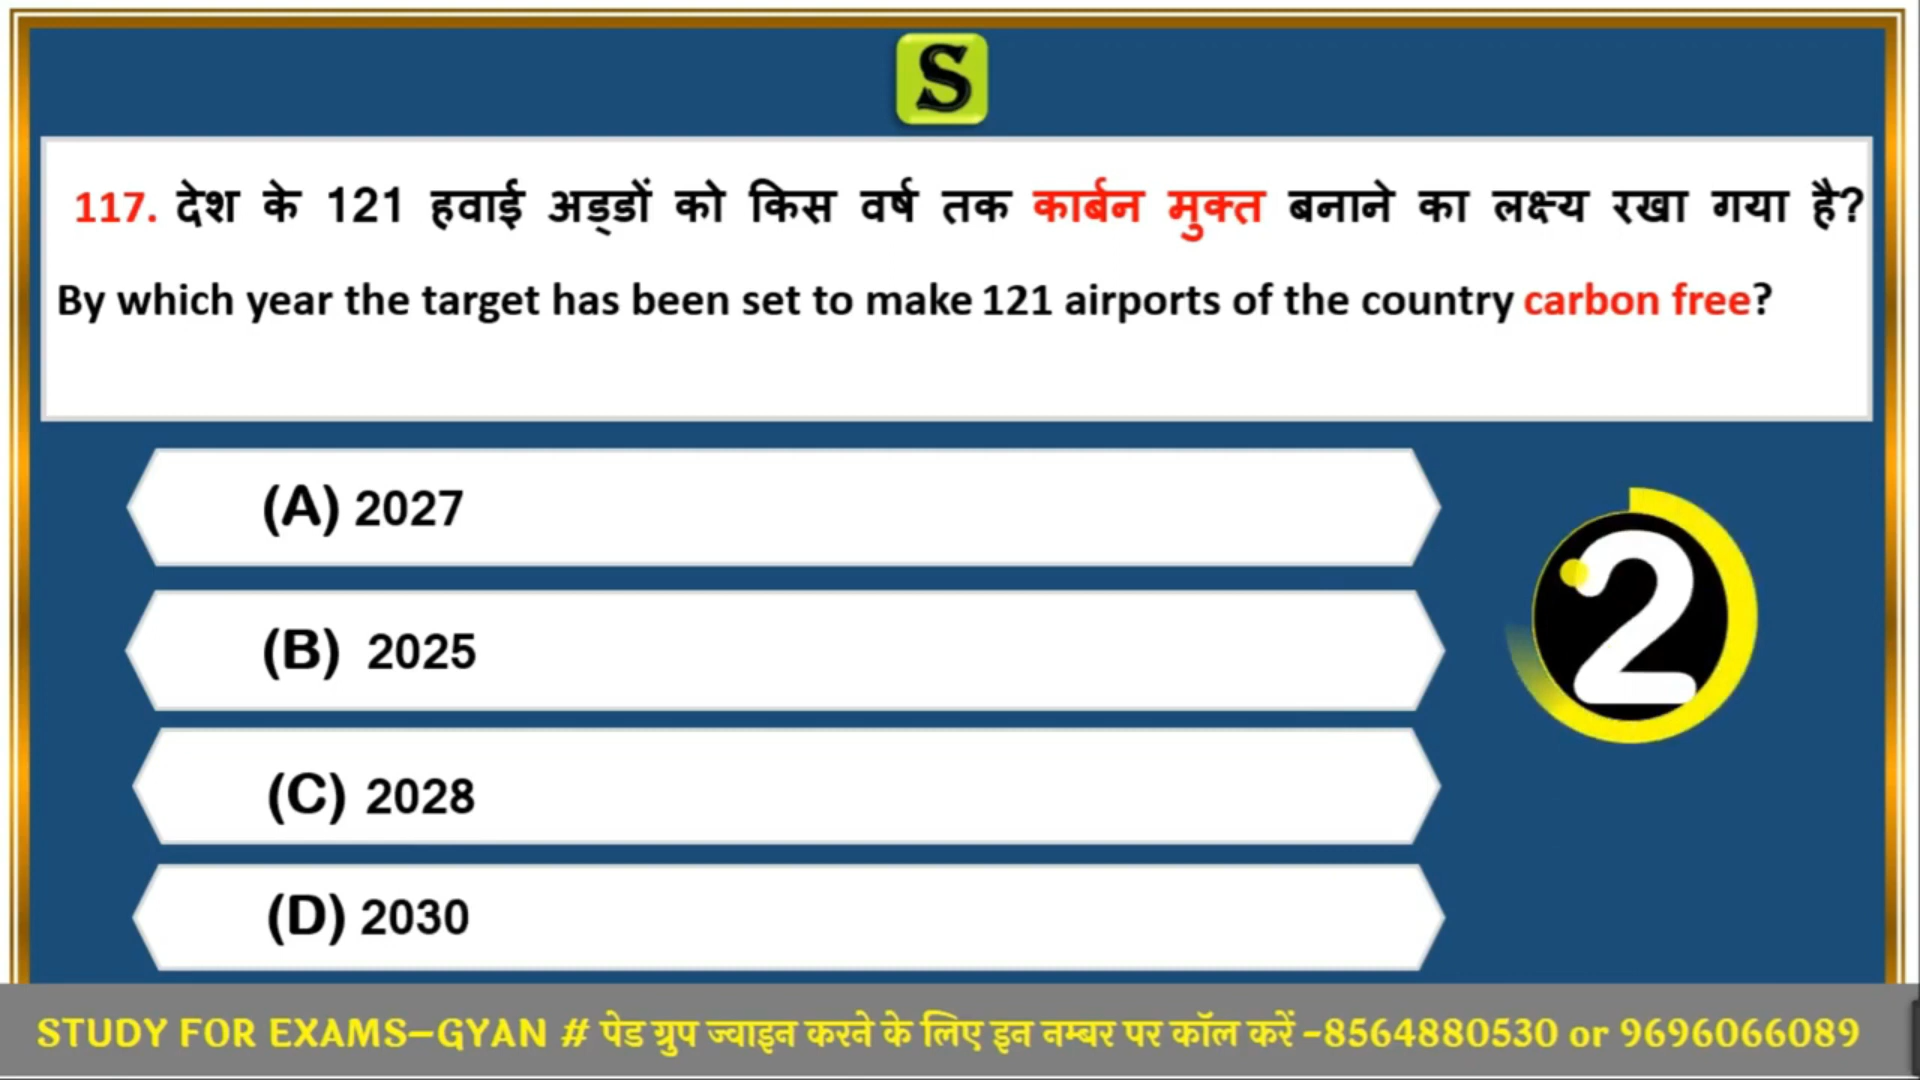 S
117. देश के 121 हवाई अड्डों को किस वर्ष तक कार्बन मुक्त बनाने का लक्ष्य रखा गया है?
By which year the target has been set to make 121 airports of the country carbon free?
(A) 2027
(B) 2025
2
(C) 2028
(D) 2030
STUDY FOR EXAMS–GYAN # पेड ग्रुप ज्वाइन करने के लिए इन नम्बर पर कॉल करें –8564880530 or 9696066089